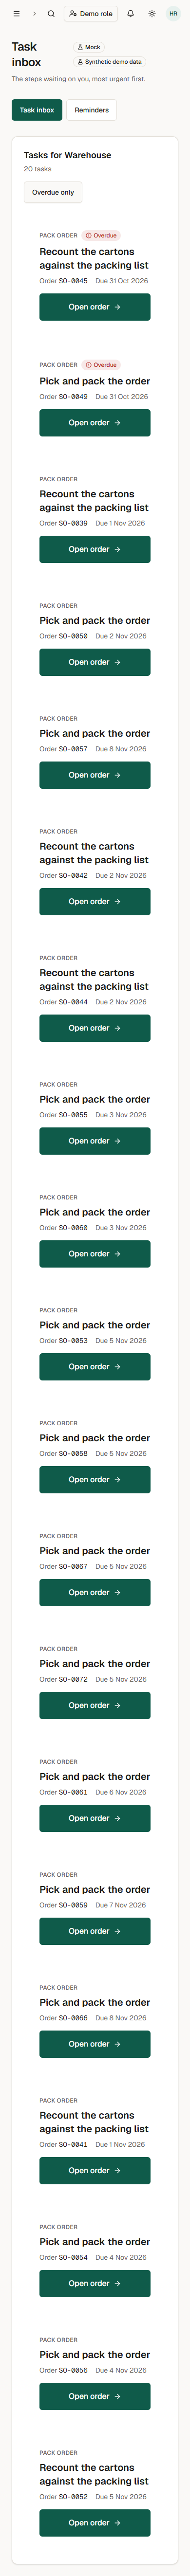 Demo role
HR
Task
inbox
Mock
Synthetic demo data
The steps waiting on you, most urgent first.
Task inbox
Reminders
Tasks for Warehouse
20 tasks
Overdue only
PACK ORDER
Overdue
Recount the cartons
against the packing list
Order SO-0045 Due 31 Oct 2026
Open order
PACK ORDER
Overdue
Pick and pack the order
Order SO-0049 Due 31 Oct 2026
Open order
PACK ORDER
Recount the cartons
against the packing list
Order SO-0039 Due 1 Nov 2026
Open order
PACK ORDER
Pick and pack the order
Order SO-0050 Due 2 Nov 2026
Open order
PACK ORDER
Pick and pack the order
Order SO-0057 Due 8 Nov 2026
Open order
PACK ORDER
Recount the cartons
against the packing list
Order SO-0042 Due 2 Nov 2026
Open order
PACK ORDER
Recount the cartons
against the packing list
Order SO-0044 Due 2 Nov 2026
Open order
PACK ORDER
Pick and pack the order
Order SO-0055 Due 3 Nov 2026
Open order
PACK ORDER
Pick and pack the order
Order SO-0060 Due 3 Nov 2026
Open order
PACK ORDER
Pick and pack the order
Order SO-0053 Due 5 Nov 2026
Open order
PACK ORDER
Pick and pack the order
Order SO-0058 Due 5 Nov 2026
Open order
PACK ORDER
Pick and pack the order
Order SO-0067 Due 5 Nov 2026
Open order
PACK ORDER
Pick and pack the order
Order SO-0072 Due 5 Nov 2026
Open order
PACK ORDER
Pick and pack the order
Order SO-0061 Due 6 Nov 2026
Open order
PACK ORDER
Pick and pack the order
Order SO-0059 Due 7 Nov 2026
Open order
PACK ORDER
Pick and pack the order
Order SO-0066 Due 8 Nov 2026
Open order
PACK ORDER
Recount the cartons
against the packing list
Order SO-0041 Due 1 Nov 2026
Open order
PACK ORDER
Pick and pack the order
Order SO-0054 Due 4 Nov 2026
Open order
PACK ORDER
Pick and pack the order
Order SO-0056 Due 4 Nov 2026
Open order
PACK ORDER
Recount the cartons
against the packing list
Order SO-0052 Due 5 Nov 2026
Open order